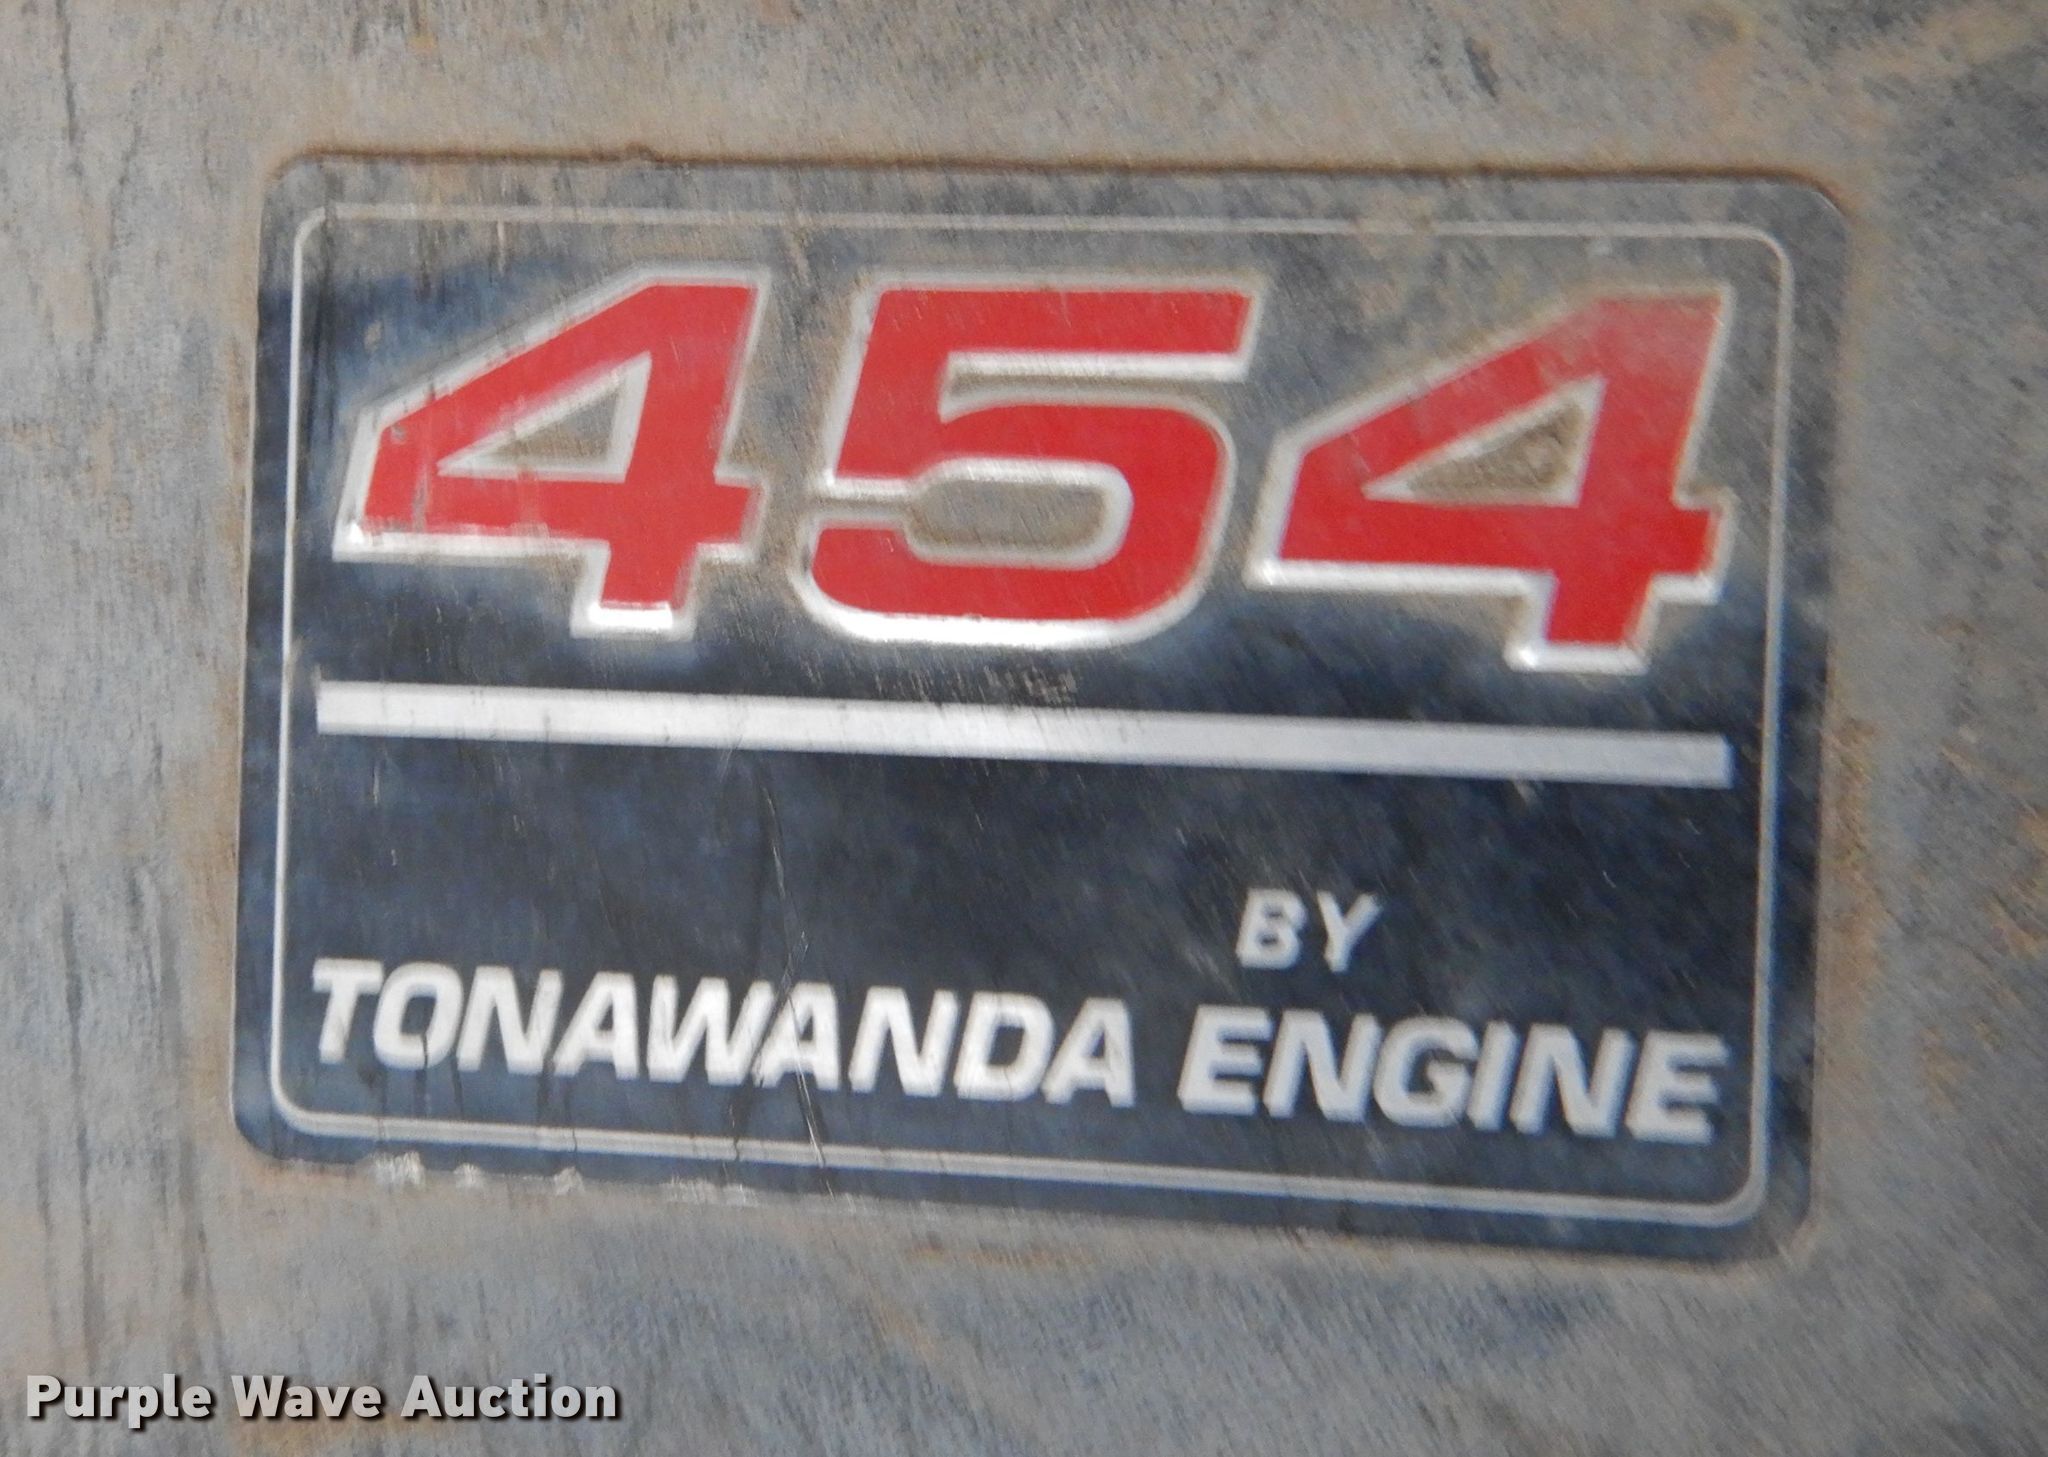 454
BY
TONAWANDA ENGINE
Purple Wave Auction